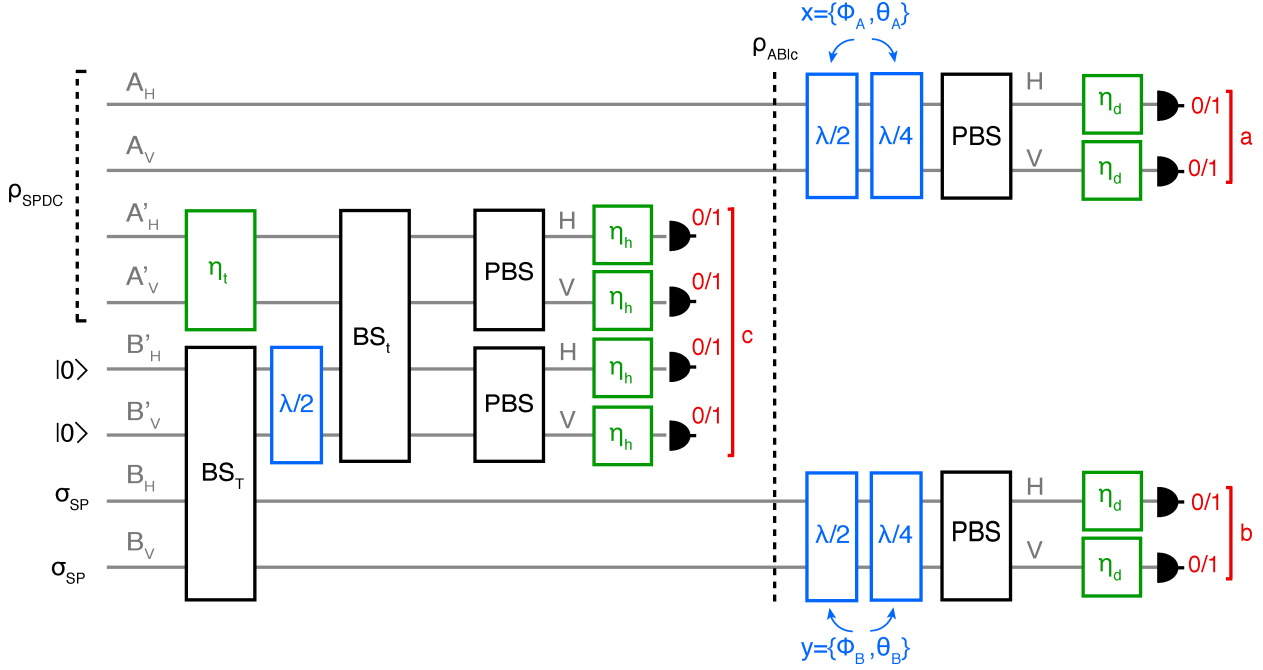 x={Φ_A,θ_A}
ρ_AB|c
A_H
λ/2 λ/4 PBS H η_d 0/1
a
A_V
V η_d 0/1
ρ_SPDC
A'_H
η_t BS_t PBS H η_h 0/1
A'_V
V η_h 0/1
c
|0> B'_H
BS_T λ/2 PBS H η_h 0/1
|0> B'_V
V η_h 0/1
σ_SP B_H
λ/2 λ/4 PBS H η_d 0/1
b
σ_SP B_V
V η_d 0/1
y={Φ_B,θ_B}